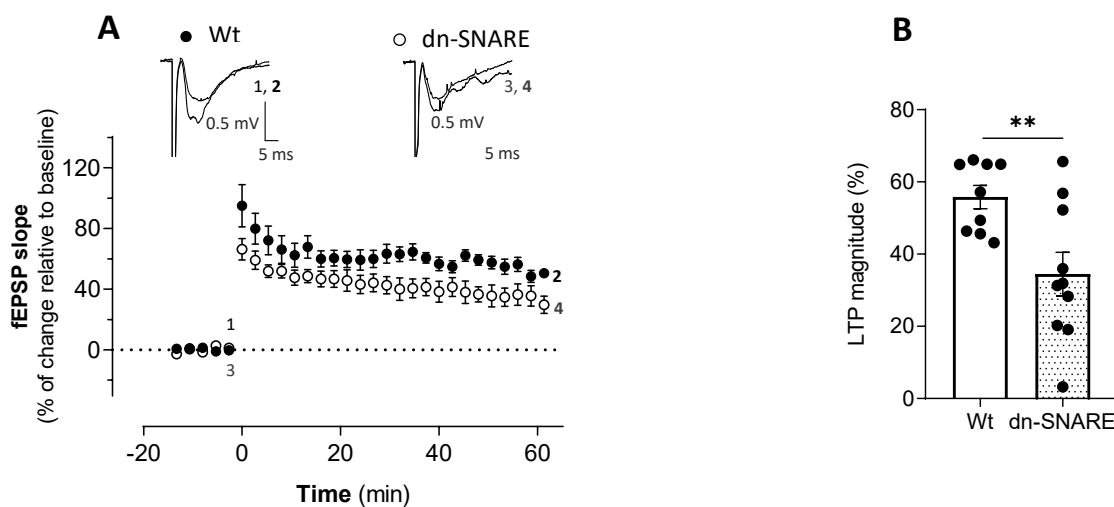 A
Wt
dn-SNARE
1, 2
0.5 mV
5 ms
3, 4
0.5 mV
5 ms
fEPSP slope
(% of change relative to baseline)
120
80
40
0
1
3
2
4
-20
0
20
40
60
Time (min)
B
**
LTP magnitude (%)
80
60
40
20
0
Wt
dn-SNARE